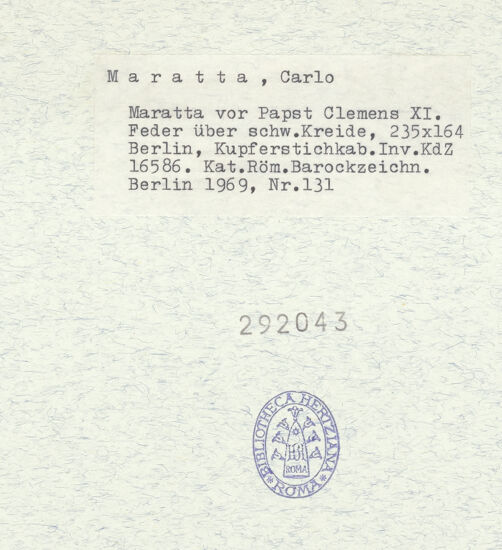 M a r a t t a , Carlo
Maratta vor Papst Clemens XI.
Feder über schw.Kreide, 235x164
Berlin, Kupferstichkab.Inv.KdZ
16586. Kat.Röm.Barockzeichn.
Berlin 1969, Nr.131
292043
BIBLIOTHECA HERTZIANA
ROMA
* ROMA *